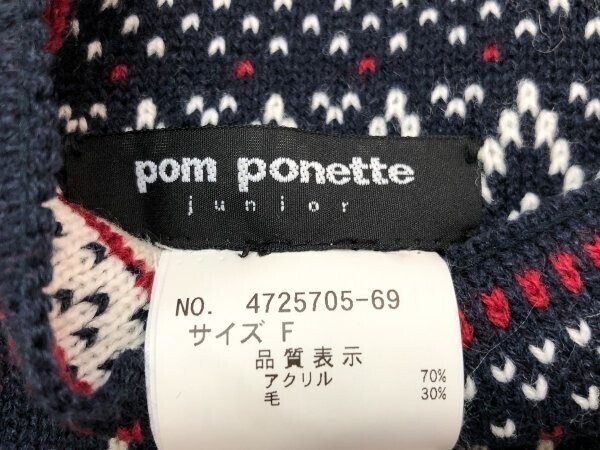 pom ponette
junior
NO. 4725705-69
サイズ F
品質表示
アクリル 70%
毛 30%